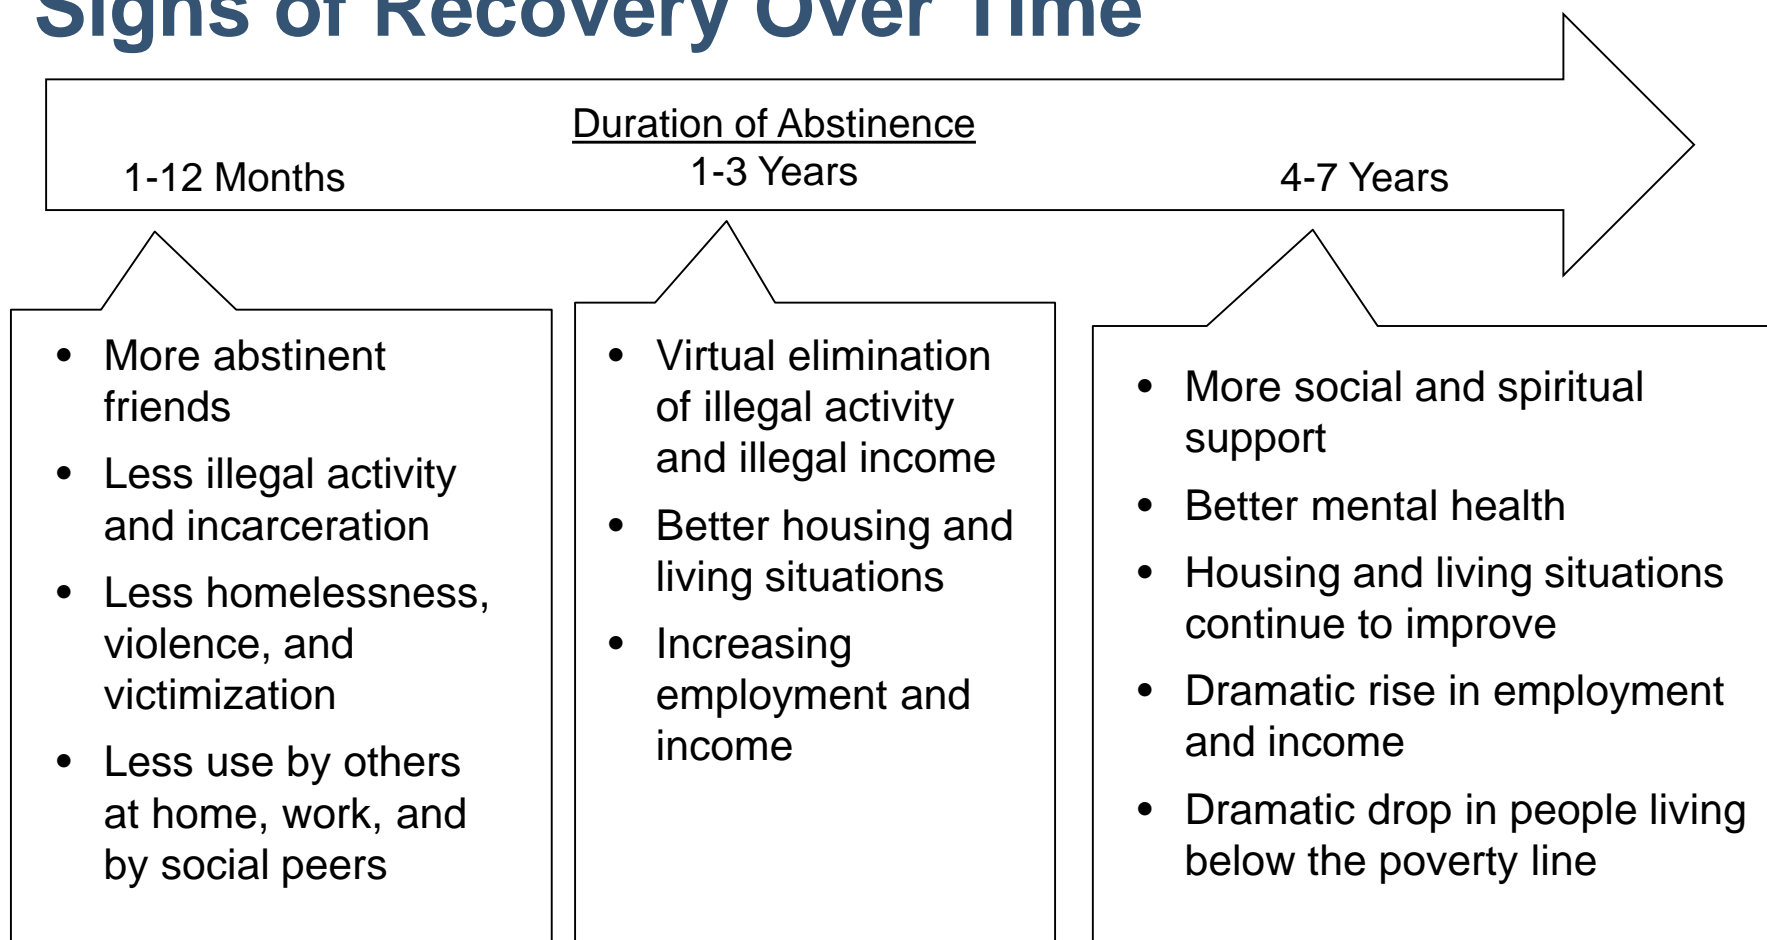 Signs of Recovery Over Time
Duration of Abstinence
1-12 Months
1-3 Years
4-7 Years
• More abstinent
friends
• Less illegal activity
and incarceration
• Less homelessness,
violence, and
victimization
• Less use by others
at home, work, and
by social peers
• Virtual elimination
of illegal activity
and illegal income
• Better housing and
living situations
• Increasing
employment and
income
• More social and spiritual
support
• Better mental health
• Housing and living situations
continue to improve
• Dramatic rise in employment
and income
• Dramatic drop in people living
below the poverty line